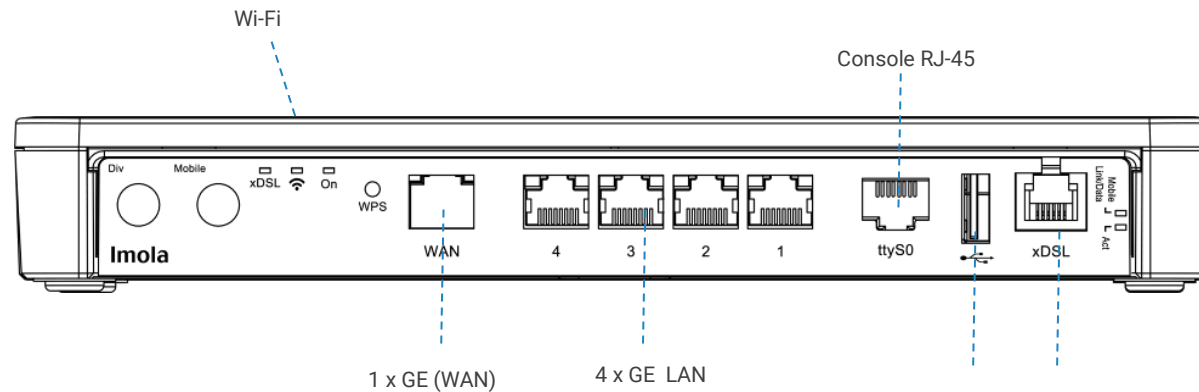 Wi-Fi
Console RJ-45
Div
Mobile
xDSL
On
WPS
Imola
WAN
4
3
2
1
ttyS0
xDSL
Mobile
Link/Data
Act
1 x GE (WAN)
4 x GE LAN